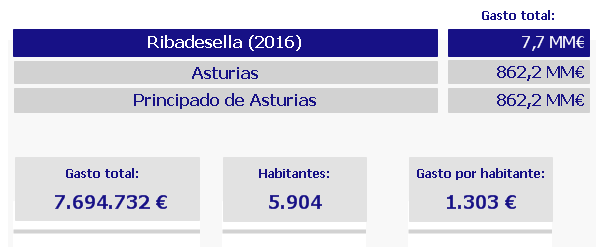 Gasto total:
Ribadesella (2016) 7,7 MM€
Asturias 862,2 MM€
Principado de Asturias 862,2 MM€
Gasto total: Habitantes: Gasto por habitante:
7.694.732 € 5.904 1.303 €